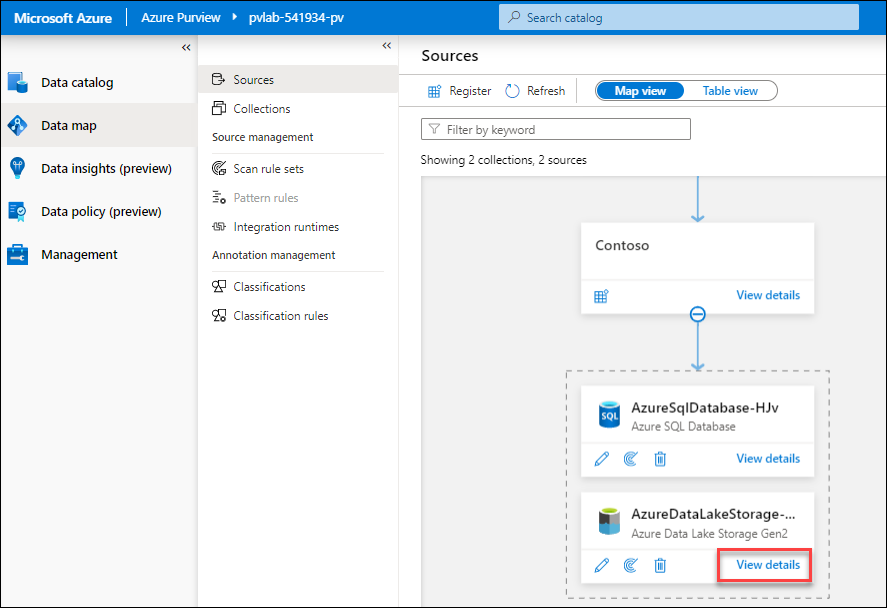 Microsoft Azure
Azure Purview
pvlab-541934-pv
Search catalog
Data catalog
Data map
Data insights (preview)
Data policy (preview)
Management
Sources
Collections
Source management
Scan rule sets
Pattern rules
Integration runtimes
Annotation management
Classifications
Classification rules
Sources
Register
Refresh
Map view
Table view
Filter by keyword
Showing 2 collections, 2 sources
Contoso
View details
SQL
AzureSqlDatabase-HJv
Azure SQL Database
View details
AzureDataLakeStorage-...
Azure Data Lake Storage Gen2
View details